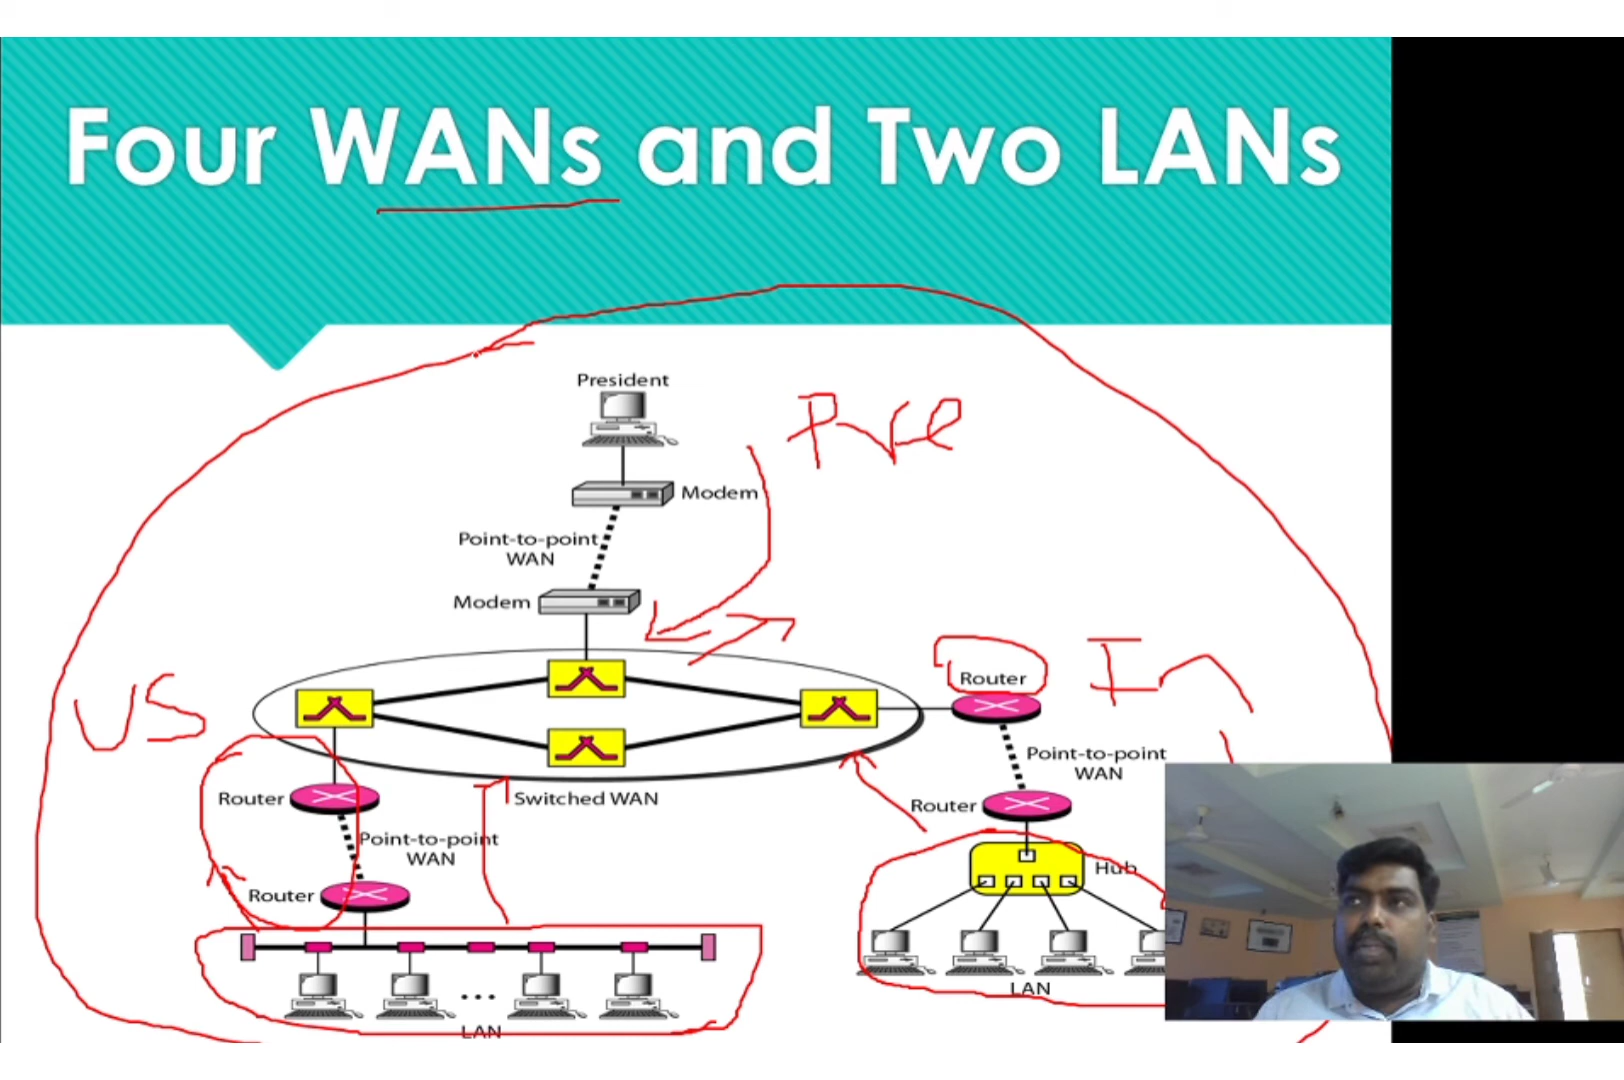 Four WANs and Two LANs
President
Modem
Point-to-point
WAN
Modem
Router
Point-to-point
WAN
Router
Hub
LAN
US
In
Switched WAN
Router
Point-to-point
WAN
Router
LAN